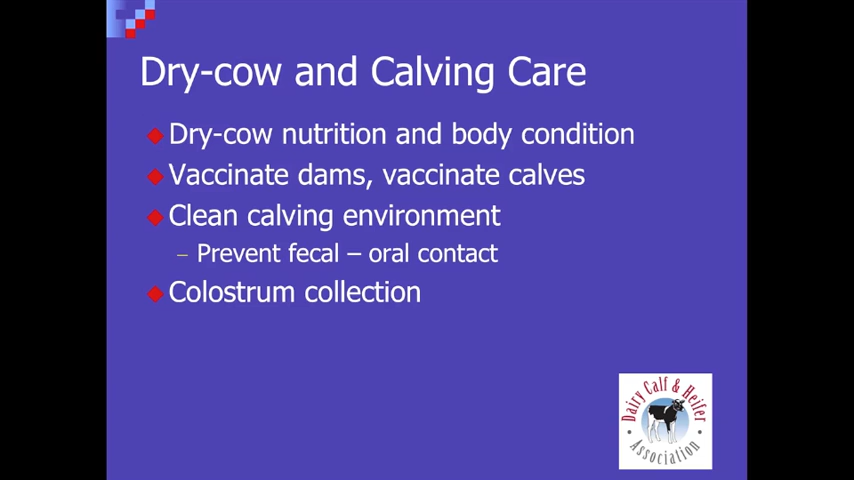 Dry-cow and Calving Care
Dry-cow nutrition and body condition
Vaccinate dams, vaccinate calves
Clean calving environment
– Prevent fecal – oral contact
Colostrum collection
Dairy Calf & Heifer
• Association •